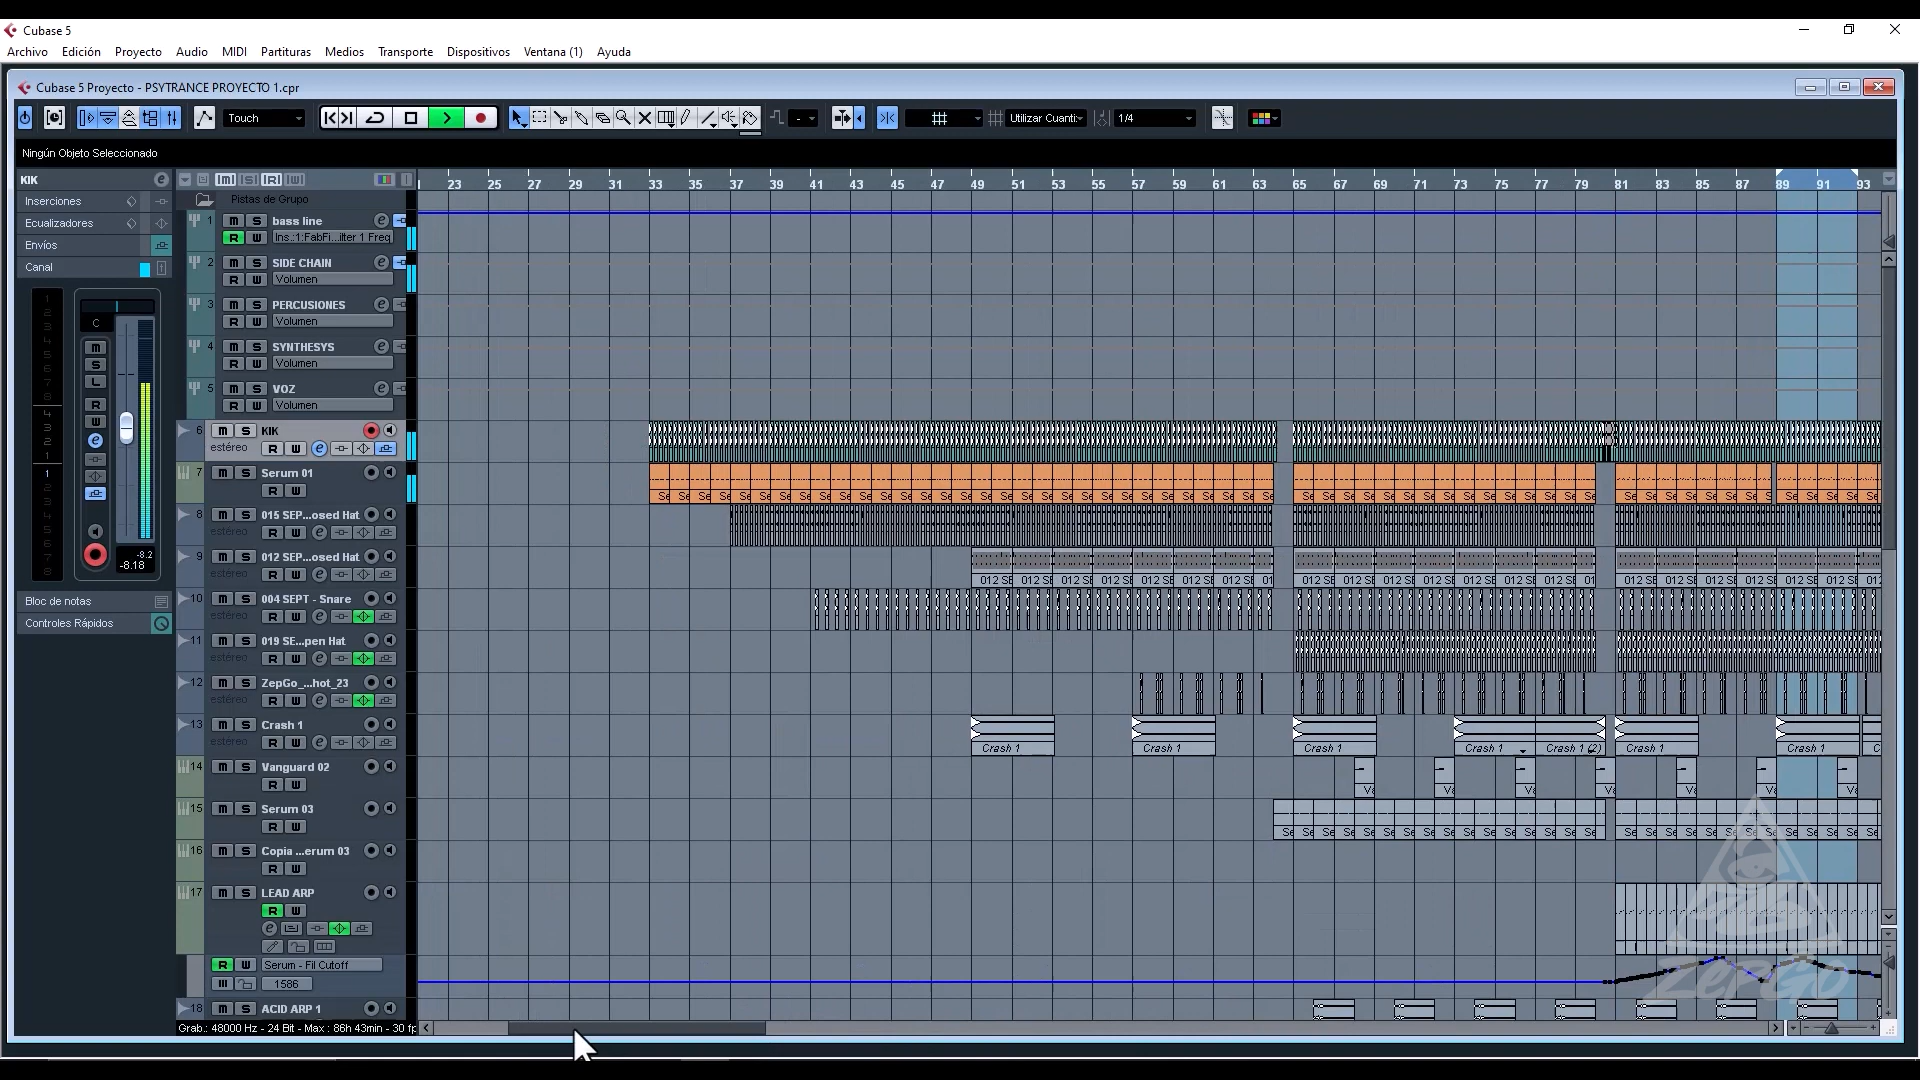 Cubase 5
Archivo Edición Proyecto Audio MIDI Partituras Medios Transporte Dispositivos Ventana (1) Ayuda
Cubase 5 Proyecto - PSYTRANCE PROYECTO 1.cpr
Touch Utilizar Cuanti: 1/4
Ningún Objeto Seleccionado
KIK
23 25 27 29 31 33 35 37 39 41 43 45 47 49 51 53 55 57 59 61 63 65 67 69 71 73 75 77 79 81 83 85 87 89 91 93
Inserciones
Pistas de Grupo
Ecualizadores
1 m S bass line
Envíos
R W Ins.:1:FabFi...ilter 1 Freq
Canal
2 m S SIDE CHAIN
R W Volumen
3 m S PERCUSIONES
R W Volumen
C
4 m S SYNTHESYS
R W Volumen
5 m S VOZ
R W Volumen
6 m S KIK
estéreo R W
7 m S Serum 01
R W
8 m S 015 SEP...osed Hat
estéreo R W
9 m S 012 SEP...osed Hat
estéreo R W
-8.2
-8.18
10 m S 004 SEPT - Snare
estéreo R W
Bloc de notas
Controles Rápidos
11 m S 019 SE...pen Hat
estéreo R W
12 m S ZepGo_...hot_23
estéreo R W
13 m S Crash 1
estéreo R W
Crash 1 Crash 1 Crash 1 Crash 1 Crash 1 (2) Crash 1 Crash 1
14 m S Vanguard 02
R W
15 m S Serum 03
R W
16 m S Copia ...erum 03
R W
17 m S LEAD ARP
R W
R W Serum - Fil Cutoff
1586
18 m S ACID ARP 1
Grab.: 48000 Hz - 24 Bit - Max : 86h 43min - 30 fp
ZepGo